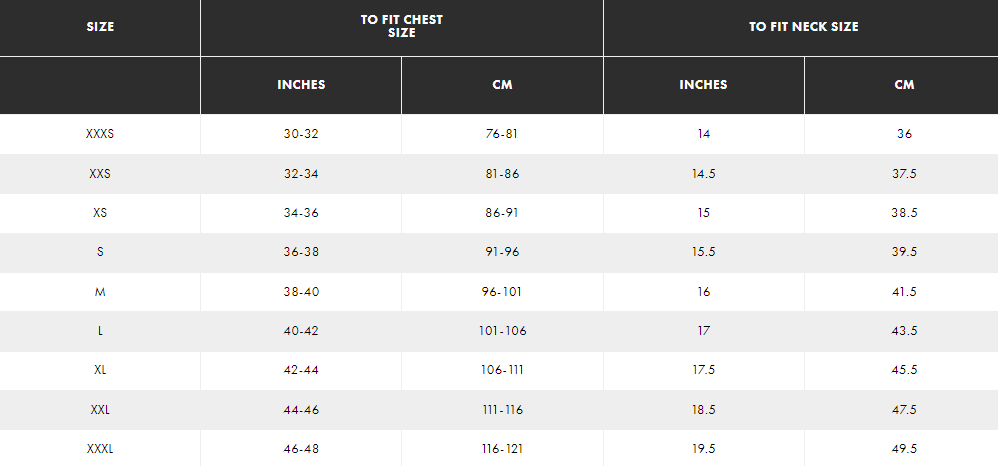 SIZE TO FIT CHEST SIZE TO FIT NECK SIZE
INCHES CM INCHES CM
XXXS 30-32 76-81 14 36
XXS 32-34 81-86 14.5 37.5
XS 34-36 86-91 15 38.5
S 36-38 91-96 15.5 39.5
M 38-40 96-101 16 41.5
L 40-42 101-106 17 43.5
XL 42-44 106-111 17.5 45.5
XXL 44-46 111-116 18.5 47.5
XXXL 46-48 116-121 19.5 49.5